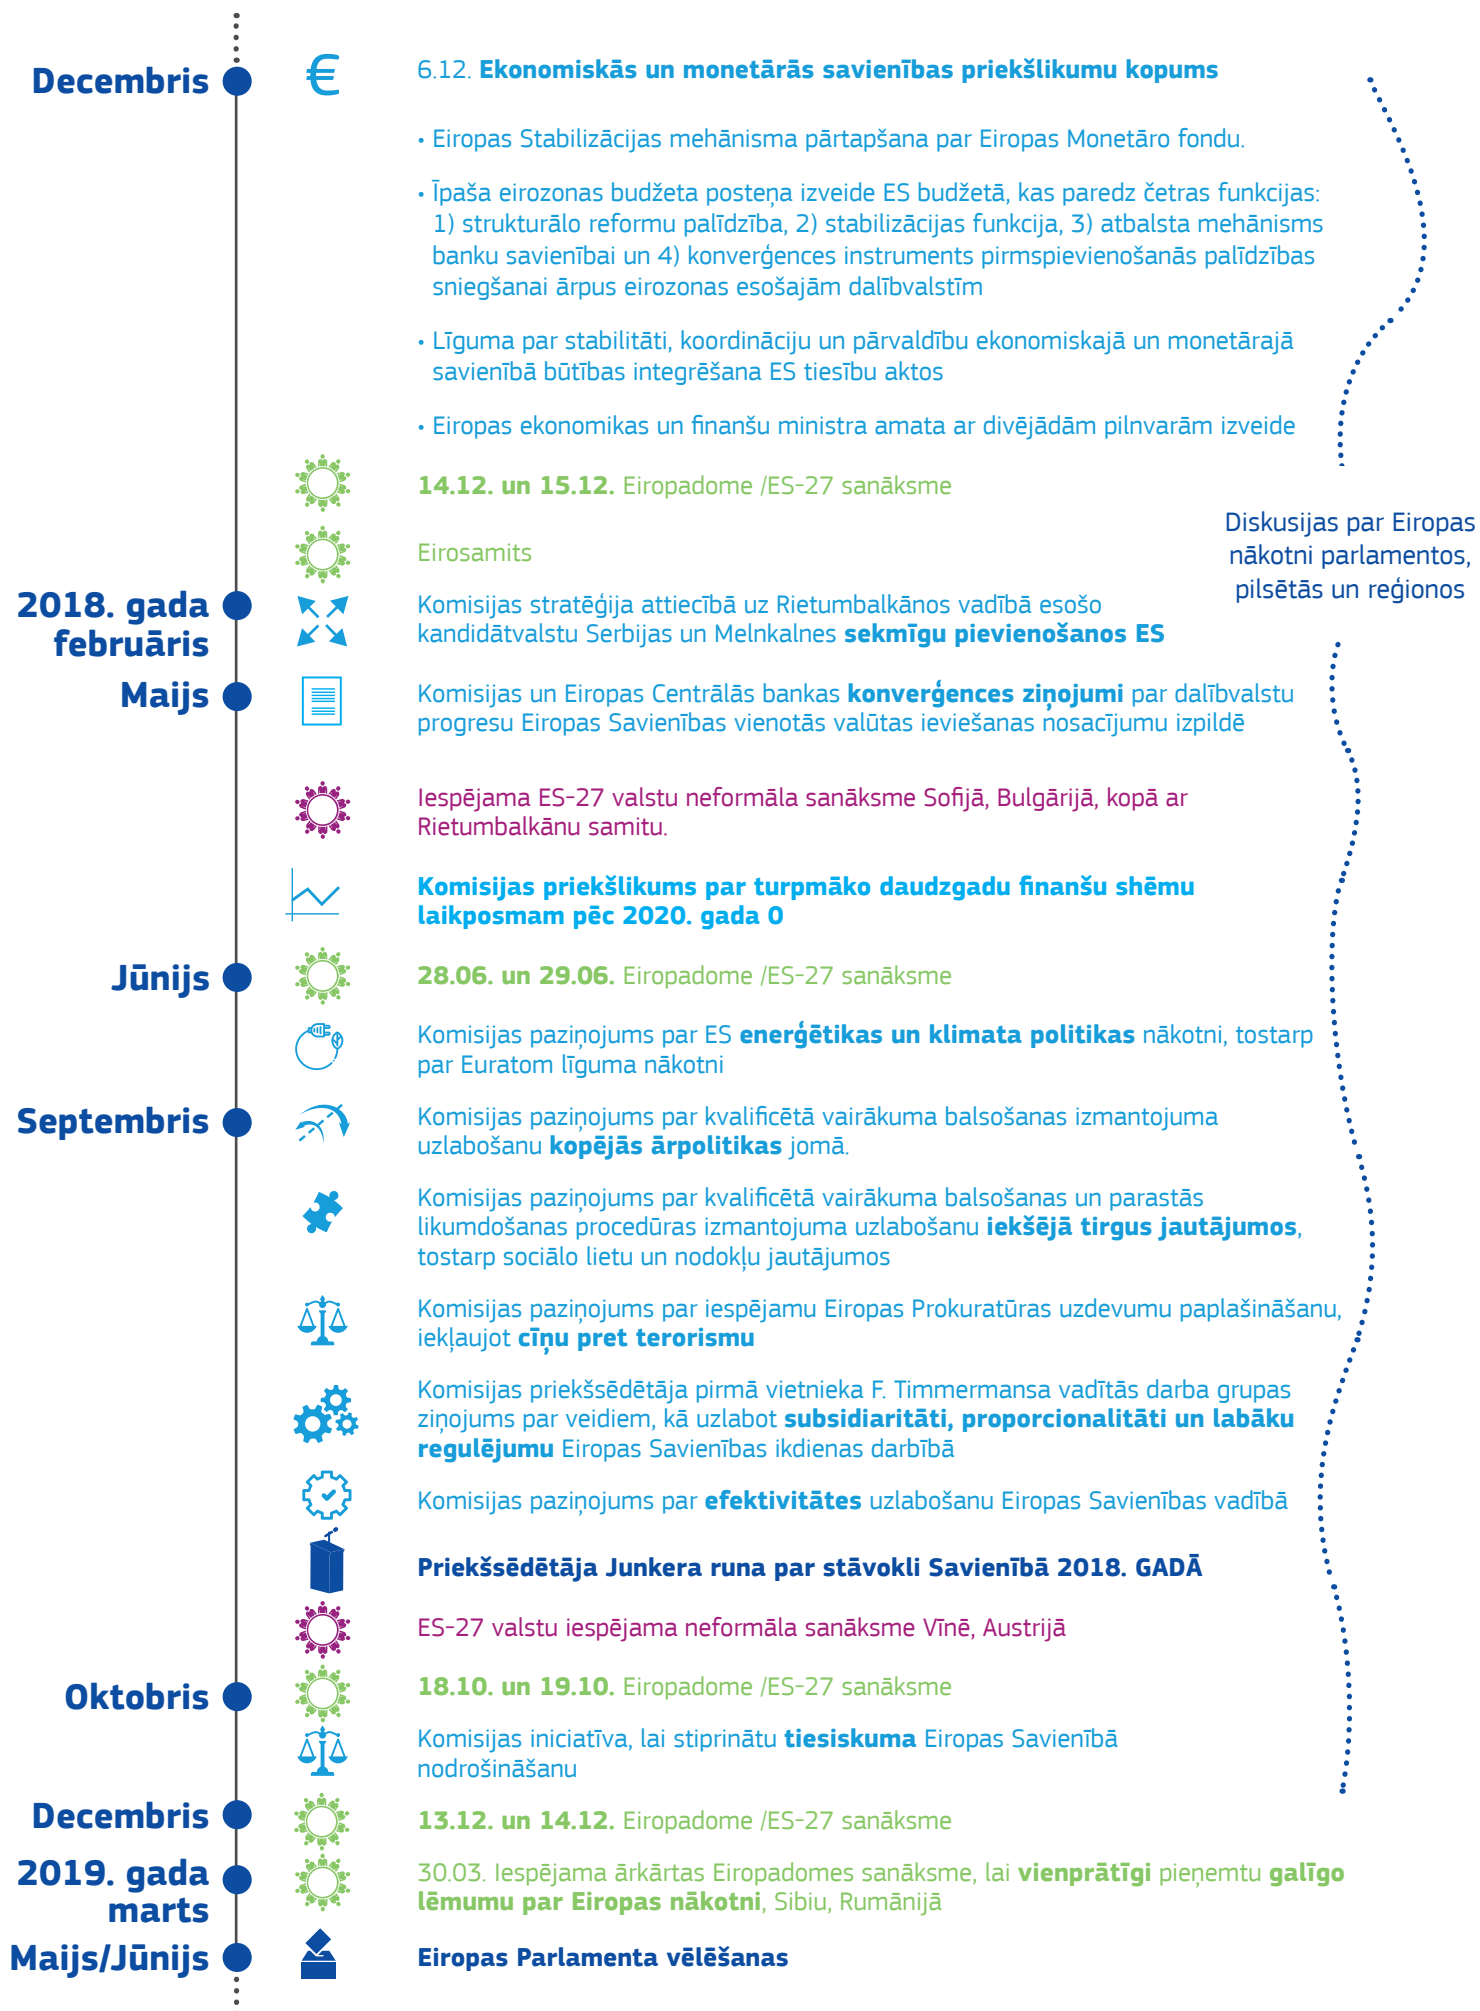 Decembris
6.12. Ekonomiskās un monetārās savienības priekšlikumu kopums
• Eiropas Stabilizācijas mehānisma pārtapšana par Eiropas Monetāro fondu.
• Īpaša eirozonas budžeta posteņa izveide ES budžetā, kas paredz četras funkcijas:
1) strukturālo reformu palīdzība, 2) stabilizācijas funkcija, 3) atbalsta mehānisms
banku savienībai un 4) konverģences instruments pirmspievienošanās palīdzības
sniegšanai ārpus eirozonas esošajām dalībvalstīm
• Līguma par stabilitāti, koordināciju un pārvaldību ekonomiskajā un monetārajā
savienībā būtības integrēšana ES tiesību aktos
• Eiropas ekonomikas un finanšu ministra amata ar divējādām pilnvarām izveide
14.12. un 15.12. Eiropadome /ES-27 sanāksme
Eirosamits
Diskusijas par Eiropas
nākotni parlamentos,
pilsētās un reģionos
2018. gada
februāris
Komisijas stratēģija attiecībā uz Rietumbalkānos vadībā esošo
kandidātvalstu Serbijas un Melnkalnes sekmīgu pievienošanos ES
Maijs
Komisijas un Eiropas Centrālās bankas konverģences ziņojumi par dalībvalstu
progresu Eiropas Savienības vienotās valūtas ieviešanas nosacījumu izpildē
Iespējama ES-27 valstu neformāla sanāksme Sofijā, Bulgārijā, kopā ar
Rietumbalkānu samitu.
Komisijas priekšlikums par turpmāko daudzgadu finanšu shēmu
laikposmam pēc 2020. gada 0
Jūnijs
28.06. un 29.06. Eiropadome /ES-27 sanāksme
Komisijas paziņojums par ES enerģētikas un klimata politikas nākotni, tostarp
par Euratom līguma nākotni
Septembris
Komisijas paziņojums par kvalificētā vairākuma balsošanas izmantojuma
uzlabošanu kopējās ārpolitikas jomā.
Komisijas paziņojums par kvalificētā vairākuma balsošanas un parastās
likumdošanas procedūras izmantojuma uzlabošanu iekšējā tirgus jautājumos,
tostarp sociālo lietu un nodokļu jautājumos
Komisijas paziņojums par iespējamu Eiropas Prokuratūras uzdevumu paplašināšanu,
iekļaujot cīņu pret terorismu
Komisijas priekšsēdētāja pirmā vietnieka F. Timmermansa vadītās darba grupas
ziņojums par veidiem, kā uzlabot subsidiaritāti, proporcionalitāti un labāku
regulējumu Eiropas Savienības ikdienas darbībā
Komisijas paziņojums par efektivitātes uzlabošanu Eiropas Savienības vadībā
Priekšsēdētāja Junkera runa par stāvokli Savienībā 2018. GADĀ
ES-27 valstu iespējama neformāla sanāksme Vīnē, Austrijā
Oktobris
18.10. un 19.10. Eiropadome /ES-27 sanāksme
Komisijas iniciatīva, lai stiprinātu tiesiskuma Eiropas Savienībā
nodrošināšanu
Decembris
13.12. un 14.12. Eiropadome /ES-27 sanāksme
2019. gada
marts
30.03. Iespējama ārkārtas Eiropadomes sanāksme, lai vienprātīgi pieņemtu galīgo
lēmumu par Eiropas nākotni, Sibiu, Rumānijā
Maijs/Jūnijs
Eiropas Parlamenta vēlēšanas